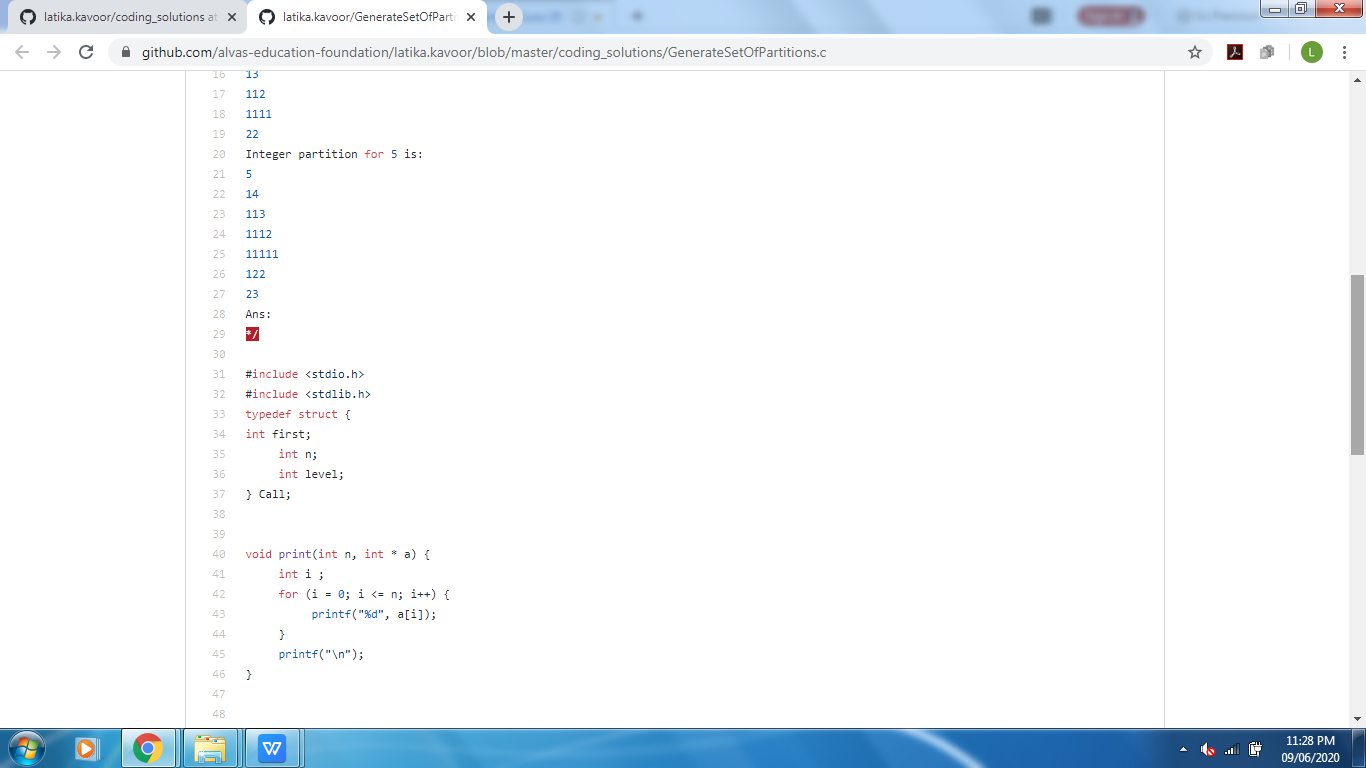 latika.kavoor/coding_solutions at
latika.kavoor/GenerateSetOfPartiti
github.com/alvas-education-foundation/latika.kavoor/blob/master/coding_solutions/GenerateSetOfPartitions.c
L
16 13
17 112
18 1111
19 22
20 Integer partition for 5 is:
21 5
22 14
23 113
24 1112
25 11111
26 122
27 23
28 Ans:
29 */
30
31 #include <stdio.h>
32 #include <stdlib.h>
33 typedef struct {
34 int first;
35 int n;
36 int level;
37 } Call;
38
39
40 void print(int n, int * a) {
41 int i ;
42 for (i = 0; i <= n; i++) {
43 printf("%d", a[i]);
44 }
45 printf("\n");
46 }
47
48
W
11:28 PM
09/06/2020